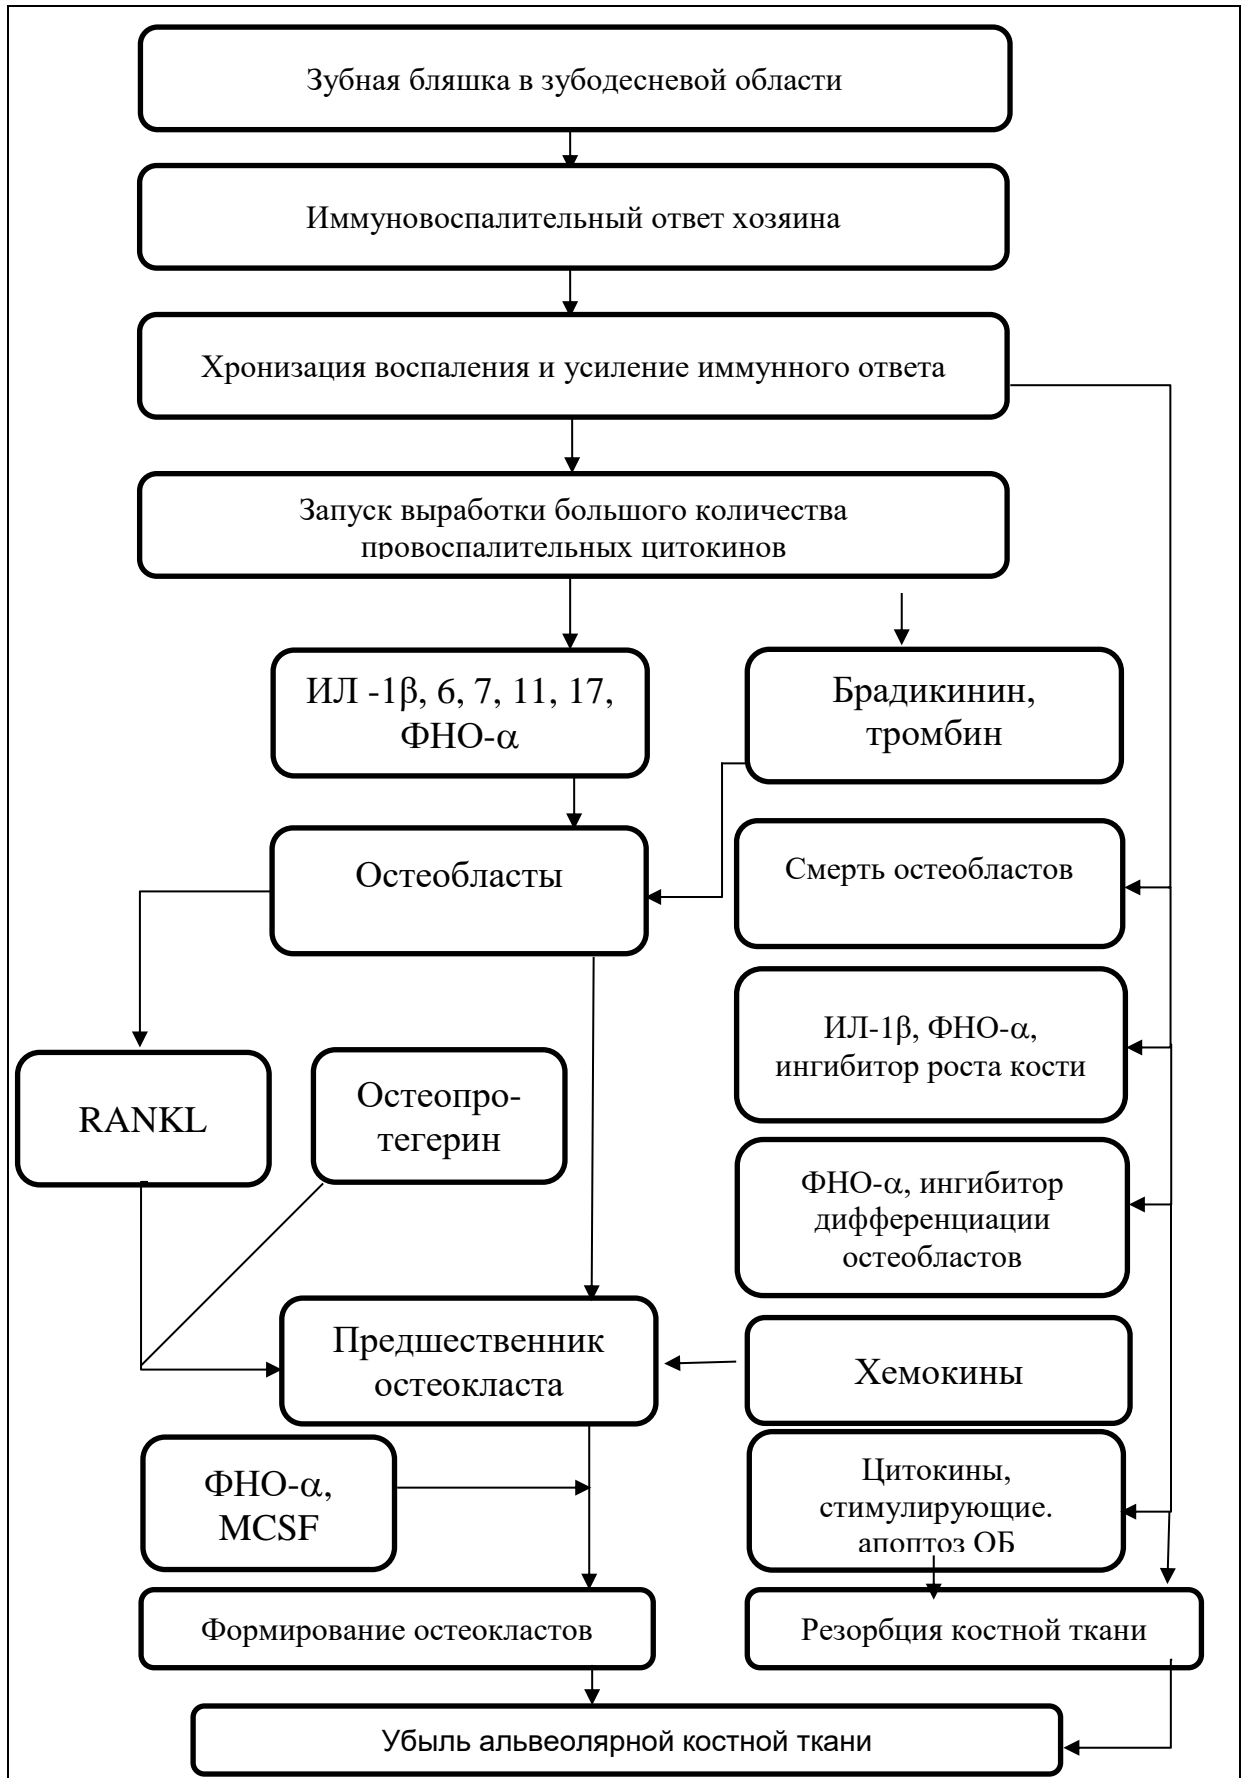 Зубная бляшка в зубодесневой области
Иммуновоспалительный ответ хозяина
Хронизация воспаления и усиление иммунного ответа
Запуск выработки большого количества
провоспалительных цитокинов
ИЛ -1β, 6, 7, 11, 17,
ФНО-α
Брадикинин,
тромбин
Остеобласты
Смерть остеобластов
ИЛ-1β, ФНО-α,
ингибитор роста кости
RANKL
Остеопро-
тегерин
ФНО-α, ингибитор
дифференциации
остеобластов
Предшественник
остеокласта
Хемокины
ФНО-α,
MCSF
Цитокины,
стимулирующие.
апоптоз ОБ
Формирование остеокластов
Резорбция костной ткани
Убыль альвеолярной костной ткани